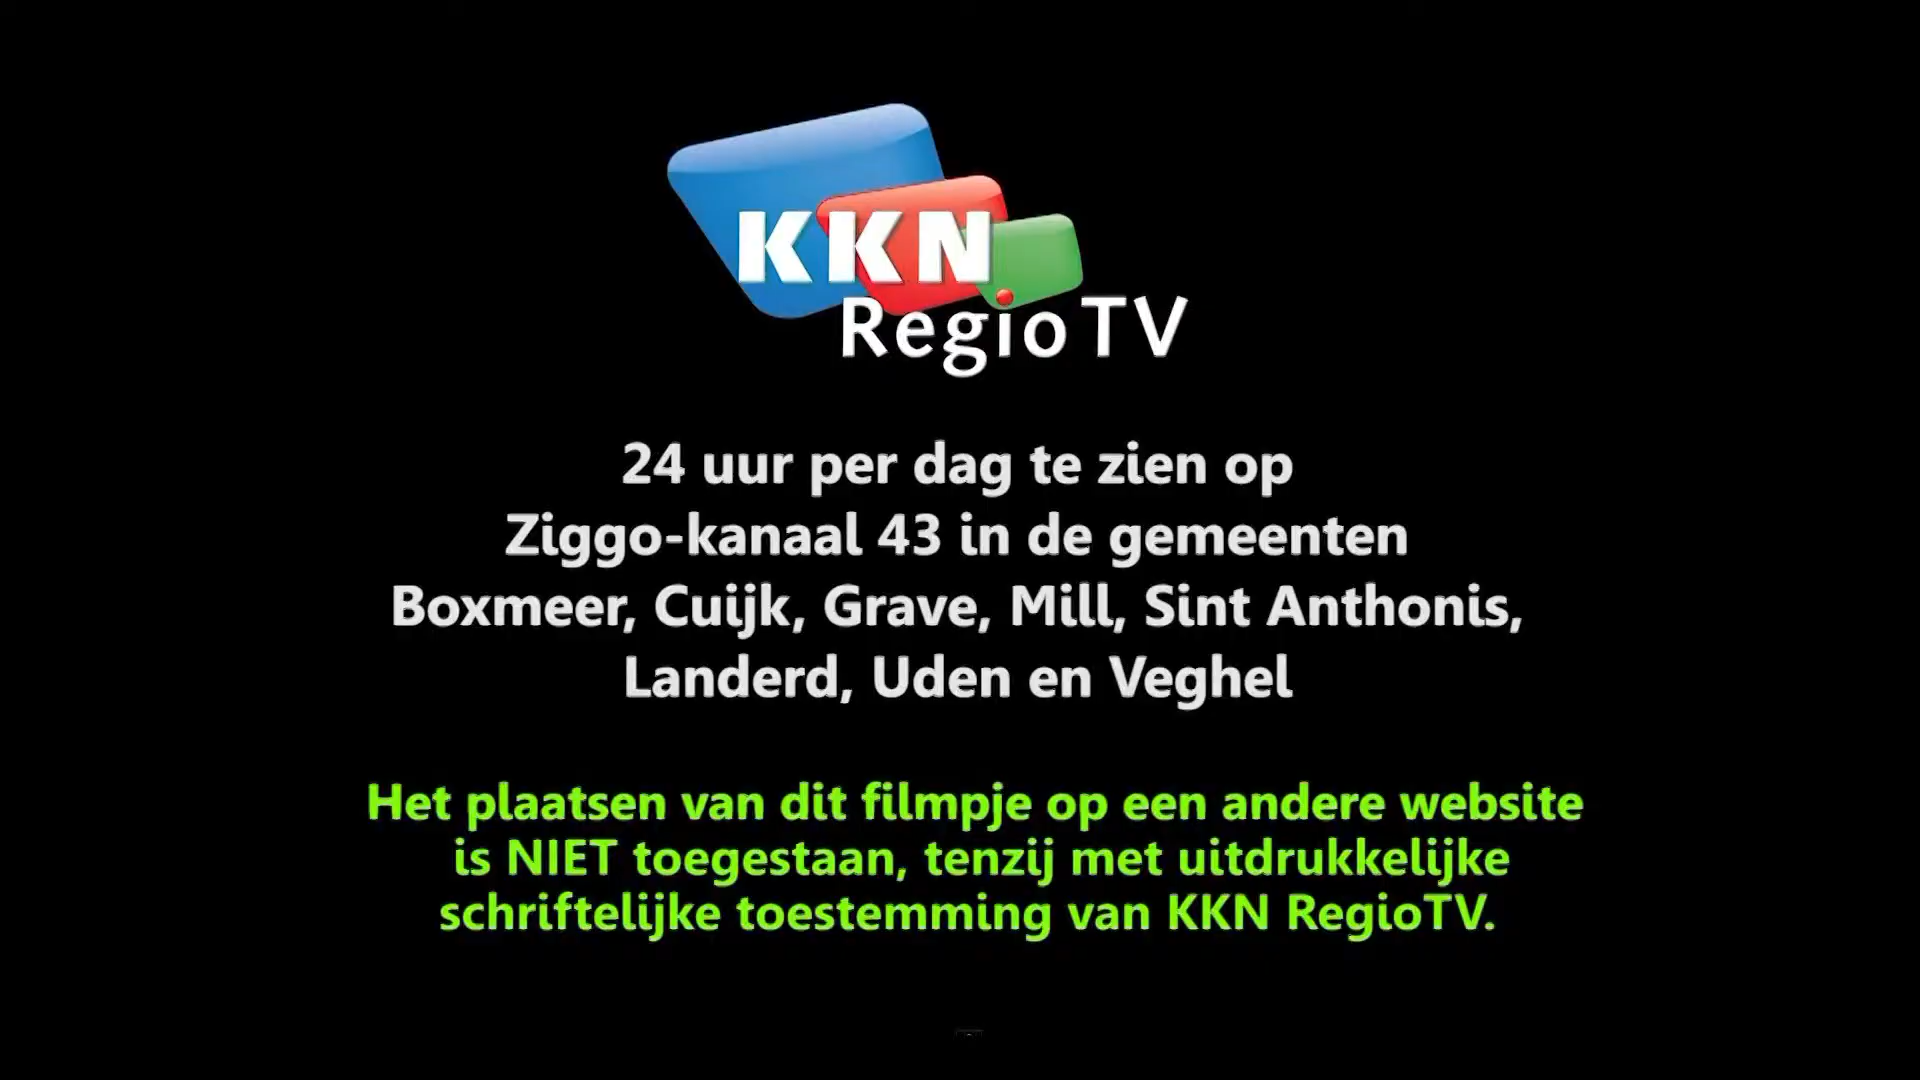 KKN
RegioTV
24 uur per dag te zien op
Ziggo-kanaal 43 in de gemeenten
Boxmeer, Cuijk, Grave, Mill, Sint Anthonis,
Landerd, Uden en Veghel
Het plaatsen van dit filmpje op een andere website
is NIET toegestaan, tenzij met uitdrukkelijke
schriftelijke toestemming van KKN RegioTV.